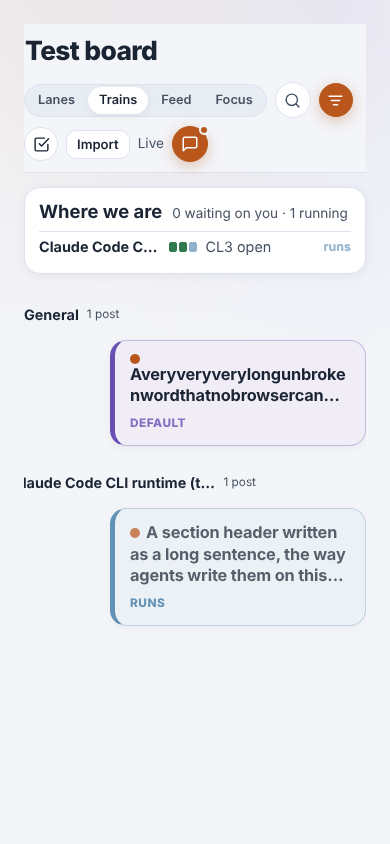 Test board
Lanes Trains Feed Focus
Import Live
Where we are 0 waiting on you · 1 running
Claude Code C... CL3 open runs
General 1 post
Averyveryverylongunbroke
nwordthatnobrowsercan...
DEFAULT
laude Code CLI runtime (t... 1 post
A section header written
as a long sentence, the way
agents write them on this...
RUNS